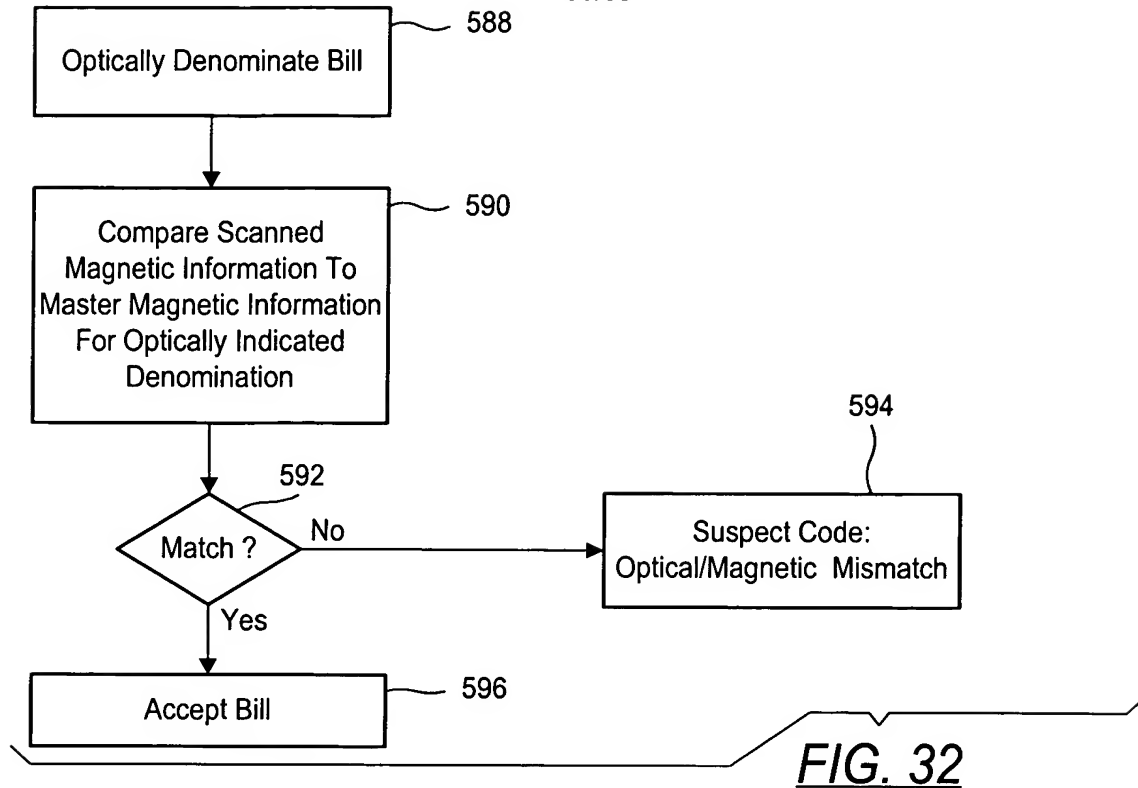 588
Optically Denominate Bill
590
Compare Scanned
Magnetic Information To
Master Magnetic Information
For Optically Indicated
Denomination
592
Match ?
No
594
Suspect Code:
Optical/Magnetic Mismatch
Yes
596
Accept Bill
FIG. 32